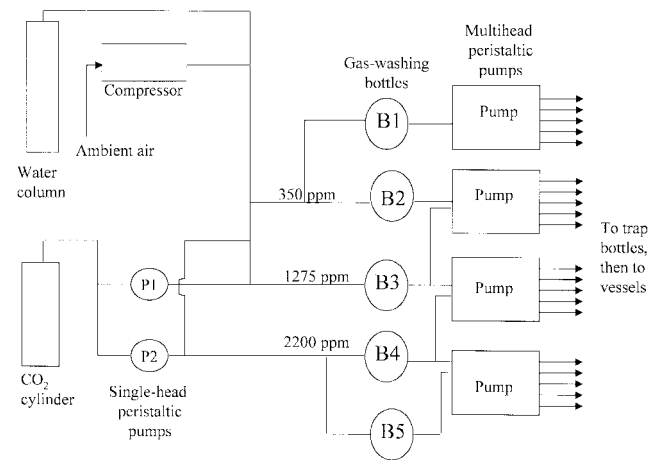 Multihead
peristaltic
pumps
Gas-washing
bottles
Compressor
Ambient air
Water
column
B1
Pump
350 ppm
B2
Pump
To trap
bottles,
then to
vessels
P1
1275 ppm
B3
Pump
P2
2200 ppm
B4
Pump
CO2
cylinder
Single-head
peristaltic
pumps
B5